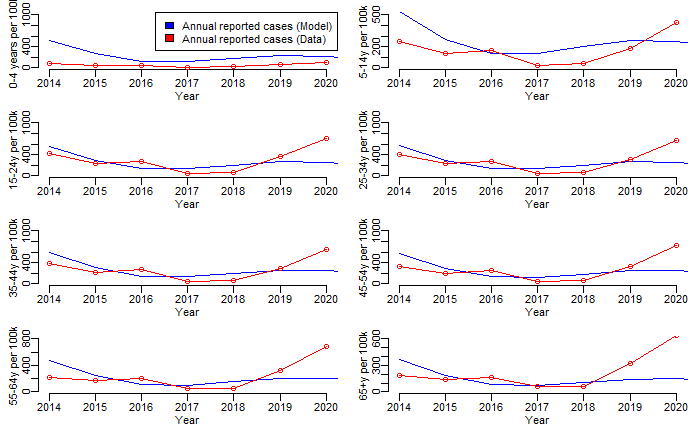 Annual reported cases (Model)
Annual reported cases (Data)
0-4 years per 100k
0 400 1000
2014 2015 2016 2017 2018 2019 2020
Year
5-14y per 100k
0 200 500
2014 2015 2016 2017 2018 2019 2020
Year
15-24y per 100k
0 400 1000
2014 2015 2016 2017 2018 2019 2020
Year
25-34y per 100k
0 400 1000
2014 2015 2016 2017 2018 2019 2020
Year
35-44y per 100k
0 400 1000
2014 2015 2016 2017 2018 2019 2020
Year
45-54y per 100k
0 400 1000
2014 2015 2016 2017 2018 2019 2020
Year
55-64y per 100k
0 400 800
2014 2015 2016 2017 2018 2019 2020
Year
65+y per 100k
0 300 600
2014 2015 2016 2017 2018 2019 2020
Year